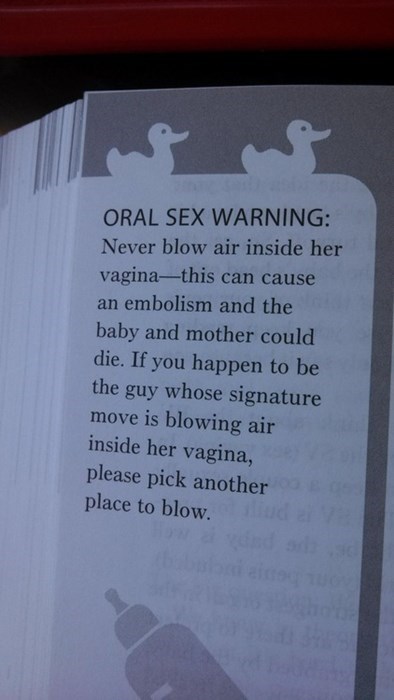 ORAL SEX WARNING:
Never blow air inside her
vagina—this can cause
an embolism and the
baby and mother could
die. If you happen to be
the guy whose signature
move is blowing air
inside her vagina,
please pick another
place to blow.